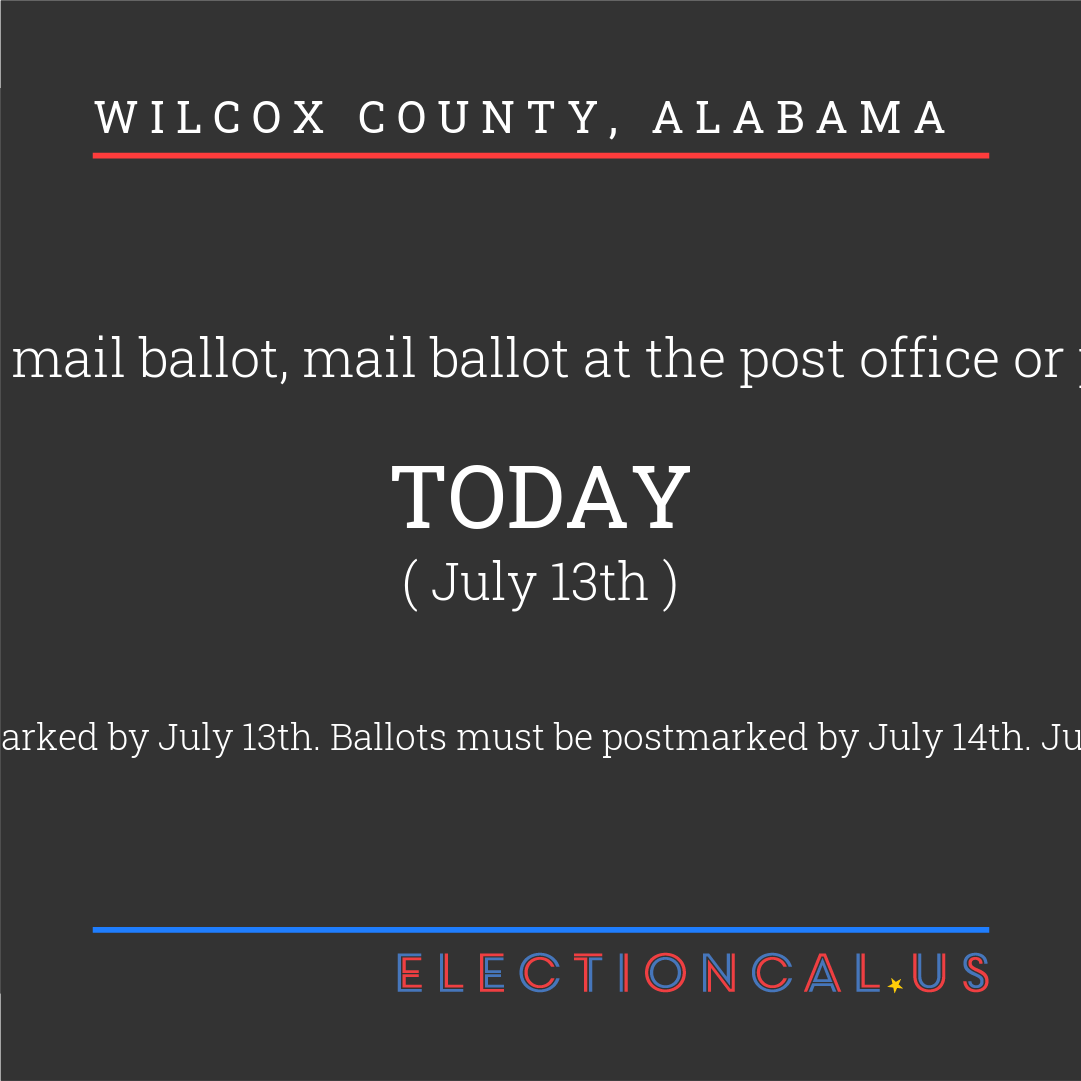 WILCOX COUNTY, ALABAMA
mail ballot, mail ballot at the post office or
TODAY
( July 13th )
arked by July 13th. Ballots must be postmarked by July 14th. Ju
ELECTIONCAL.US